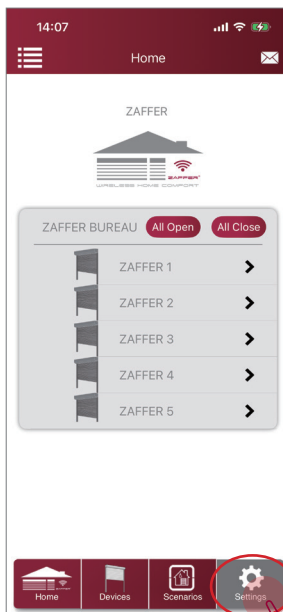 14:07
Home
ZAFFER
ZAFFER
WIRELESS HOME COMFORT
ZAFFER BUREAU All Open All Close
ZAFFER 1
ZAFFER 2
ZAFFER 3
ZAFFER 4
ZAFFER 5
Home Devices Scenarios Settings